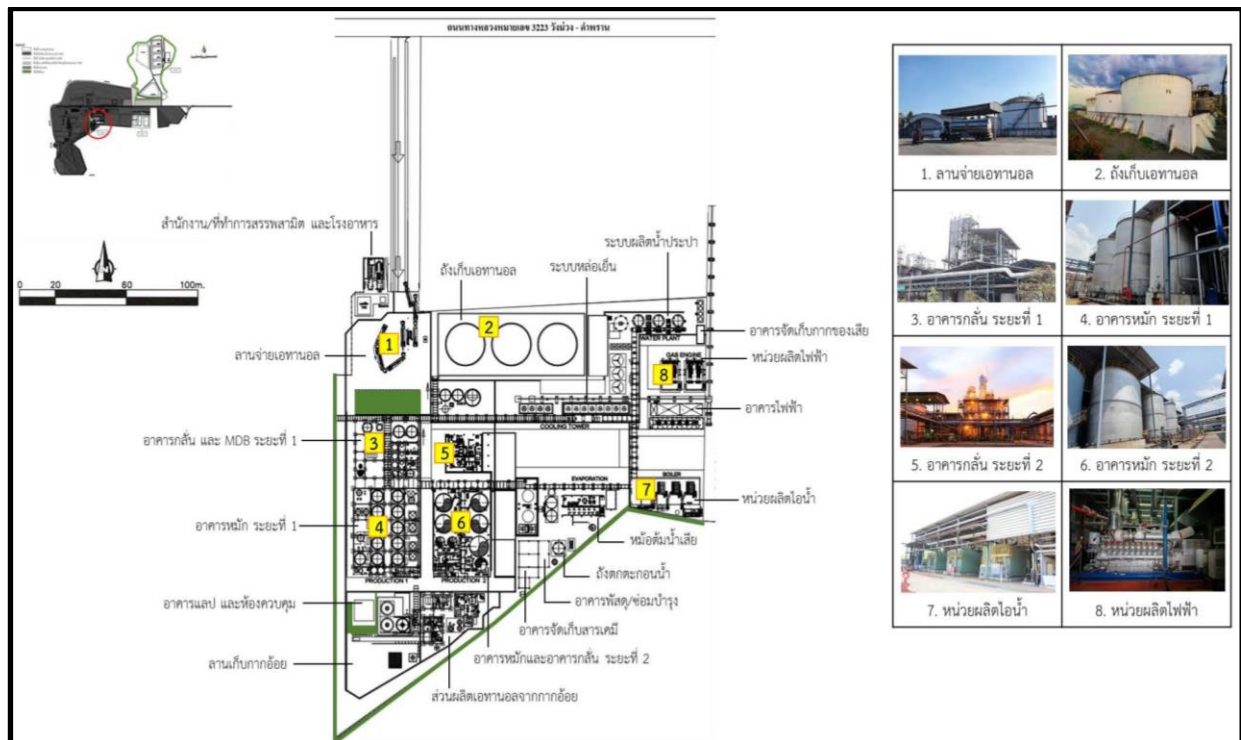 ถนนทางหลวงหมายเลข 3223 วังม่วง - คำพราน
สำนักงาน/ที่ทำการสรรพสามิต และโรงอาหาร
ถังเก็บเอทานอล
ระบบหล่อเย็น
ระบบผลิตน้ำประปา
0 20 40 60 100m.
ลานจ่ายเอทานอล
1
2
WATER PLANT
อาคารจัดเก็บกากของเสีย
GAS ENGINE
หน่วยผลิตไฟฟ้า
8
อาคารไฟฟ้า
COOLING TOWER
อาคารกลั่น และ MDB ระยะที่ 1
3
5
EVAPORATION
BOILER
7
หน่วยผลิตไอน้ำ
อาคารหมัก ระยะที่ 1
4
6
หม้อต้มน้ำเสีย
ถังตกตะกอนน้ำ
PRODUCTION 1
PRODUCTION 2
อาคารแลป และห้องควบคุม
อาคารพัสดุ/ซ่อมบำรุง
อาคารจัดเก็บสารเคมี
ลานเก็บกากอ้อย
อาคารหมักและอาคารกลั่น ระยะที่ 2
ส่วนผลิตเอทานอลจากกากอ้อย
1. ลานจ่ายเอทานอล
2. ถังเก็บเอทานอล
3. อาคารกลั่น ระยะที่ 1
4. อาคารหมัก ระยะที่ 1
5. อาคารกลั่น ระยะที่ 2
6. อาคารหมัก ระยะที่ 2
7. หน่วยผลิตไอน้ำ
8. หน่วยผลิตไฟฟ้า